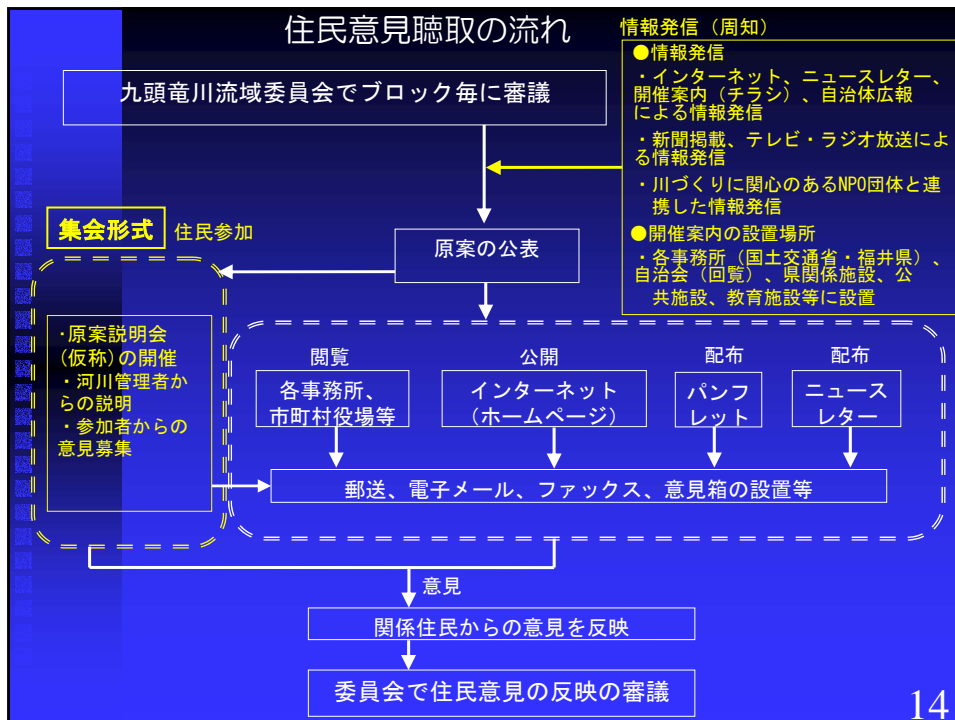 住民意見聴取の流れ
情報発信（周知）
●情報発信
・インターネット、ニュースレター、
開催案内（チラシ）、自治体広報
による情報発信
・新聞掲載、テレビ・ラジオ放送によ
る情報発信
・川づくりに関心のあるNPO団体と連
携した情報発信
●開催案内の設置場所
・各事務所（国土交通省・福井県）、
自治会（回覧）、県関係施設、公
共施設、教育施設等に設置
九頭竜川流域委員会でブロック毎に審議
集会形式 住民参加
原案の公表
・原案説明会
(仮称)の開催
・河川管理者か
らの説明
・参加者からの
意見募集
閲覧
各事務所、
市町村役場等
公開
インターネット
（ホームページ）
配布
パンフ
レット
配布
ニュース
レター
郵送、電子メール、ファックス、意見箱の設置等
意見
関係住民からの意見を反映
委員会で住民意見の反映の審議
14